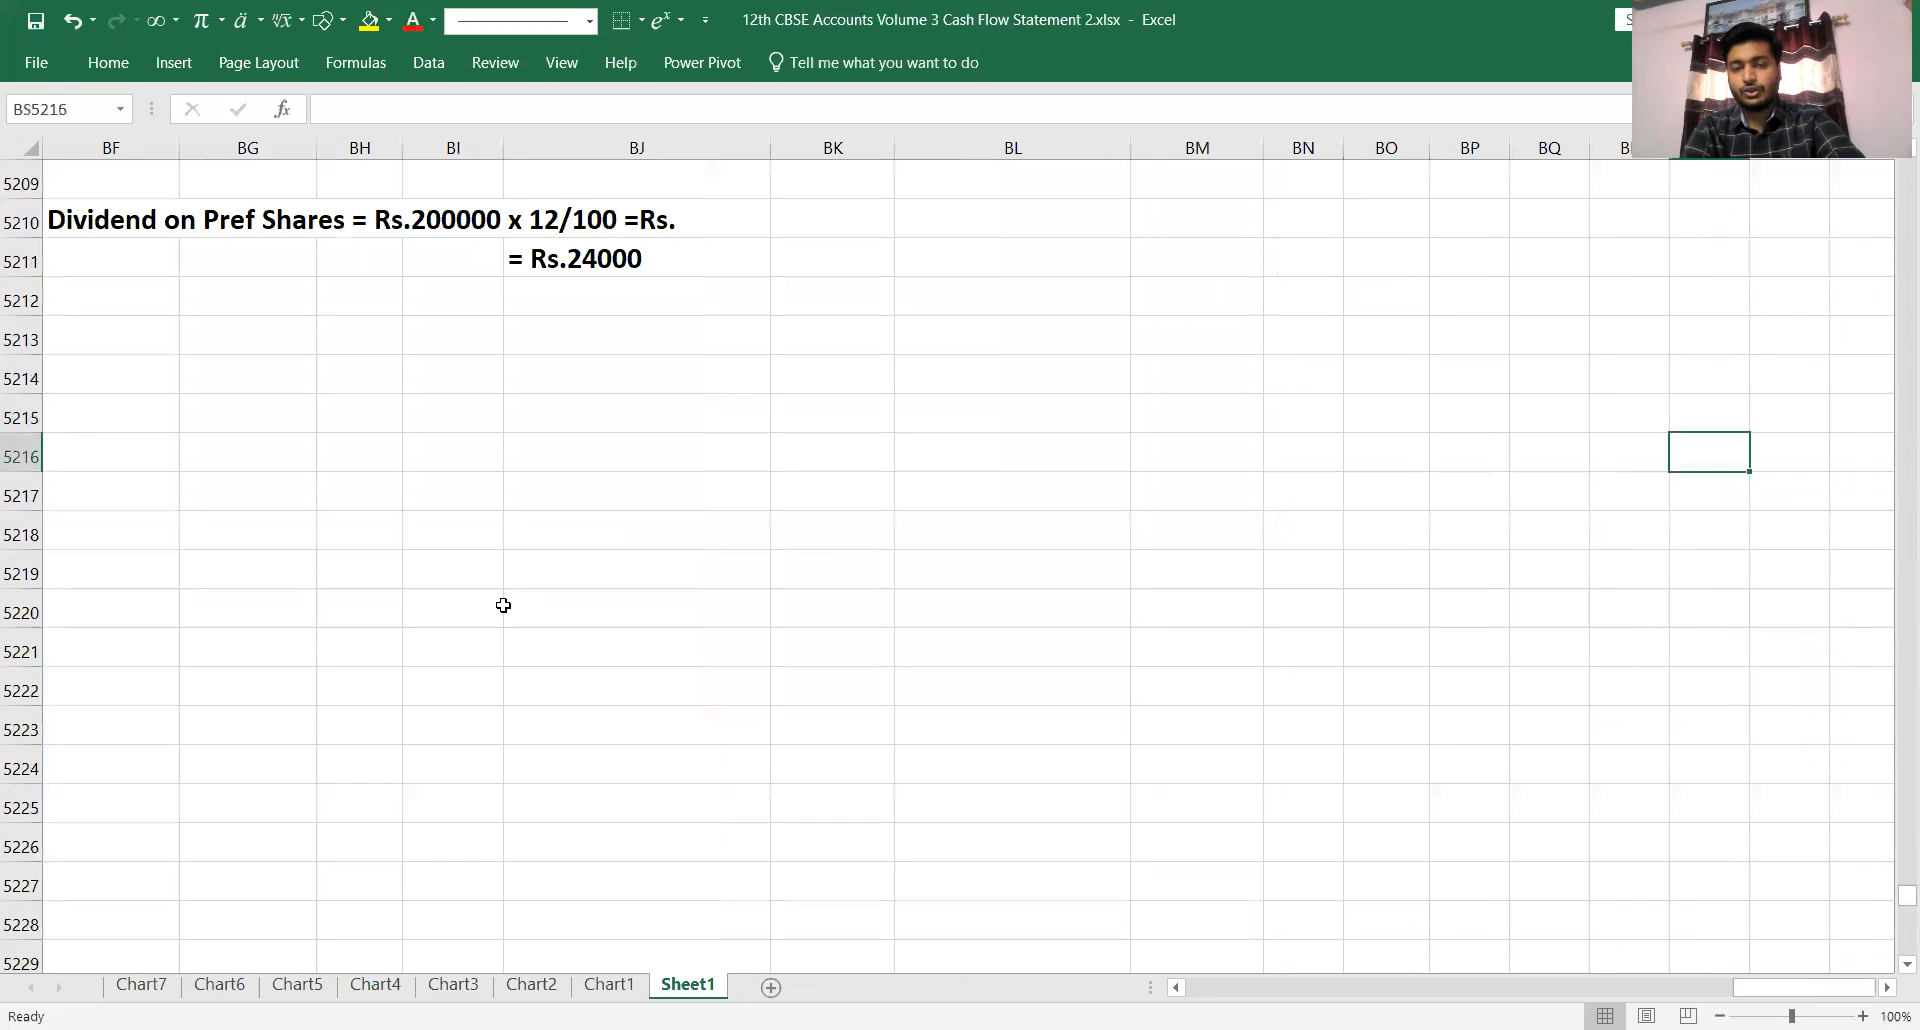 12th CBSE Accounts Volume 3 Cash Flow Statement 2.xlsx - Excel
File Home Insert Page Layout Formulas Data Review View Help Power Pivot Tell me what you want to do
BS5216 fx
BF BG BH BI BJ BK BL BM BN BO BP BQ
5209
5210 Dividend on Pref Shares = Rs.200000 x 12/100 =Rs.
5211 = Rs.24000
5212
5213
5214
5215
5216
5217
5218
5219
5220
5221
5222
5223
5224
5225
5226
5227
5228
5229
Chart7 Chart6 Chart5 Chart4 Chart3 Chart2 Chart1 Sheet1
Ready 100%